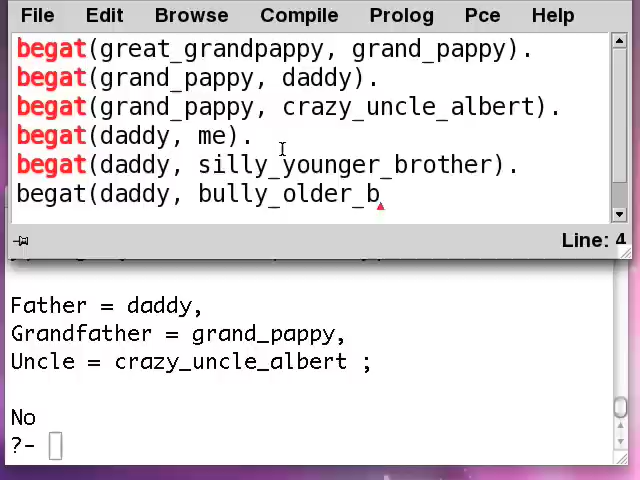 File Edit Browse Compile Prolog Pce Help
begat(great_grandpappy, grand_pappy).
begat(grand_pappy, daddy).
begat(grand_pappy, crazy_uncle_albert).
begat(daddy, me).
begat(daddy, silly_younger_brother).
begat(daddy, bully_older_b
Line: 4
Father = daddy,
Grandfather = grand_pappy,
Uncle = crazy_uncle_albert ;
No
?-